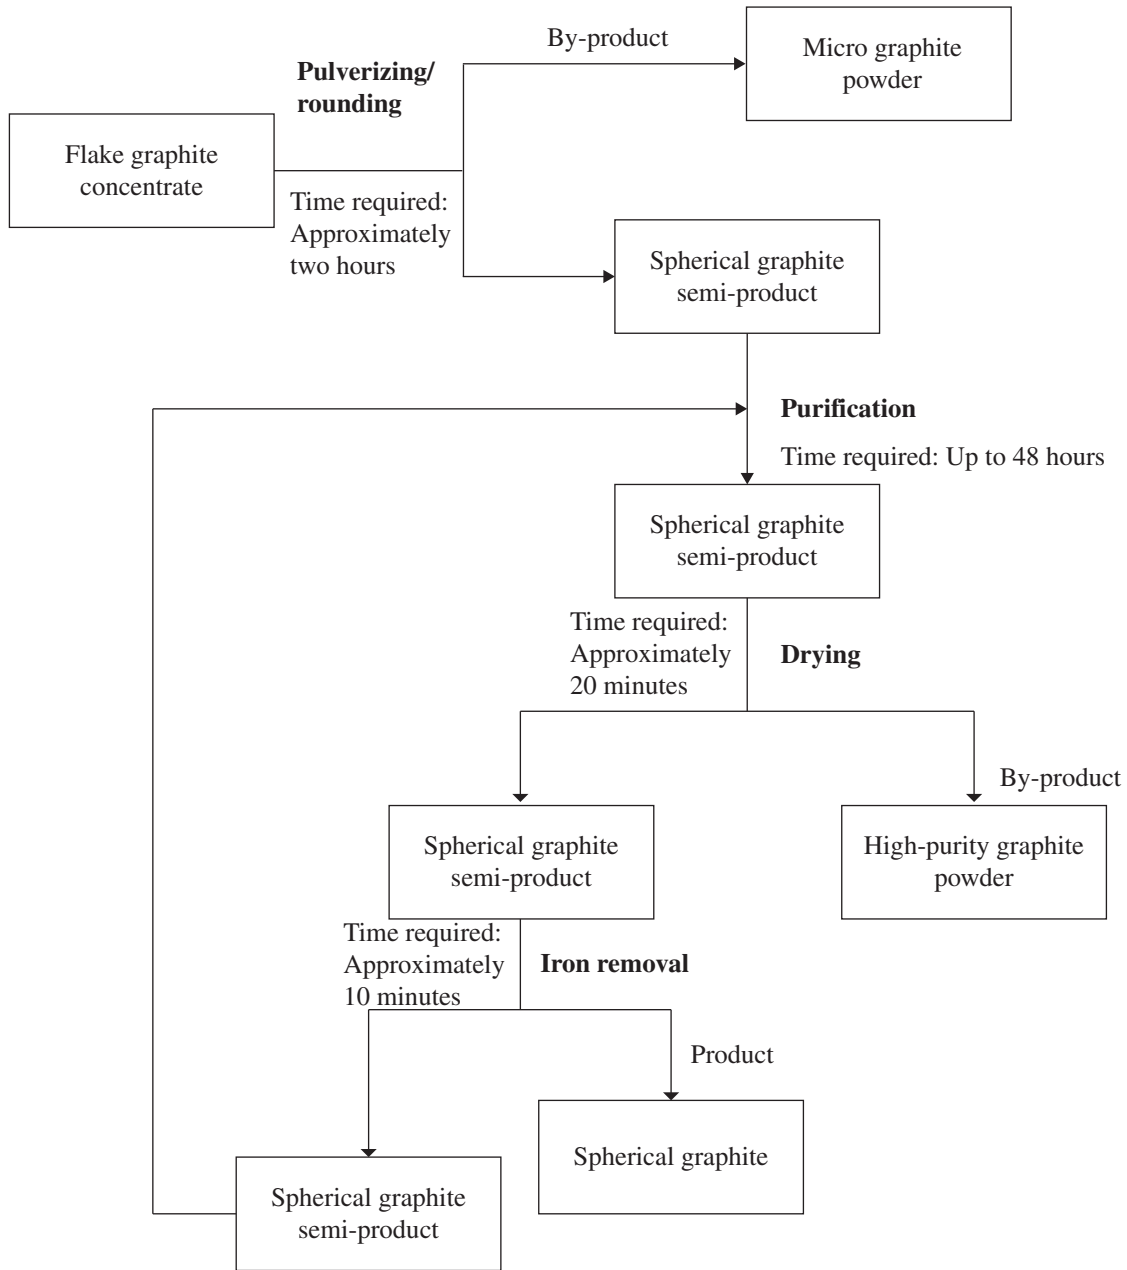 By-product
Micro graphite
powder
Pulverizing/
rounding
Flake graphite
concentrate
Time required:
Approximately
two hours
Spherical graphite
semi-product
Purification
Time required: Up to 48 hours
Spherical graphite
semi-product
Time required:
Approximately
20 minutes
Drying
By-product
Spherical graphite
semi-product
High-purity graphite
powder
Time required:
Approximately
10 minutes
Iron removal
Product
Spherical graphite
Spherical graphite
semi-product